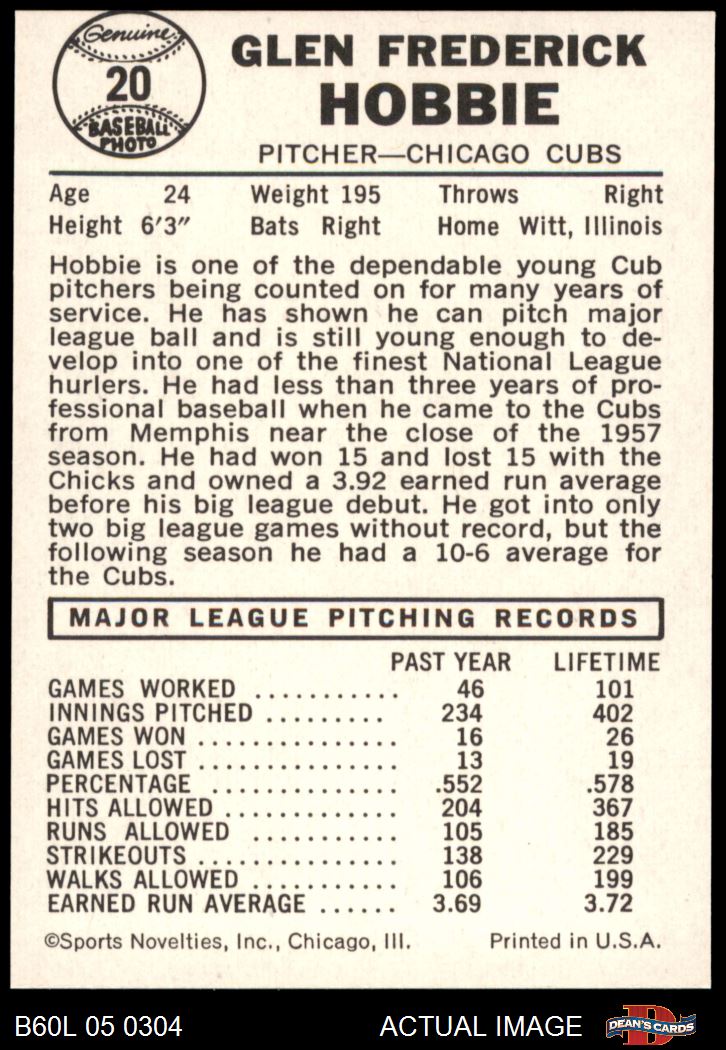 Genuine
20
BASEBALL
PHOTO
GLEN FREDERICK
HOBBIE
PITCHER—CHICAGO CUBS
Age 24 Weight 195 Throws Right
Height 6'3" Bats Right Home Witt, Illinois
Hobbie is one of the dependable young Cub
pitchers being counted on for many years of
service. He has shown he can pitch major
league ball and is still young enough to de-
velop into one of the finest National League
hurlers. He had less than three years of pro-
fessional baseball when he came to the Cubs
from Memphis near the close of the 1957
season. He had won 15 and lost 15 with the
Chicks and owned a 3.92 earned run average
before his big league debut. He got into only
two big league games without record, but the
following season he had a 10-6 average for
the Cubs.
MAJOR LEAGUE PITCHING RECORDS
PAST YEAR LIFETIME
GAMES WORKED ........... 46 101
INNINGS PITCHED ......... 234 402
GAMES WON ............... 16 26
GAMES LOST ............... 13 19
PERCENTAGE .............. .552 .578
HITS ALLOWED ............. 204 367
RUNS ALLOWED ........... 105 185
STRIKEOUTS ............... 138 229
WALKS ALLOWED ........... 106 199
EARNED RUN AVERAGE ...... 3.69 3.72
©Sports Novelties, Inc., Chicago, Ill. Printed in U.S.A.
B60L 05 0304 ACTUAL IMAGE D DEAN'S CARDS